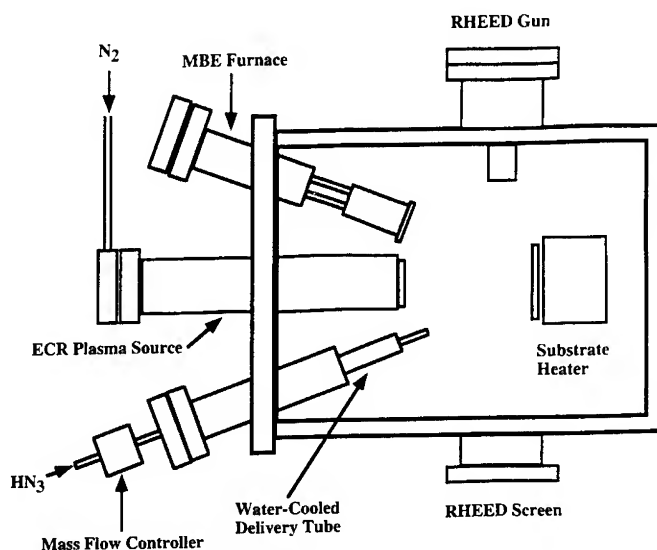 RHEED Gun
N2
MBE Furnace
ECR Plasma Source
Substrate
Heater
HN3
Water-Cooled
Delivery Tube
RHEED Screen
Mass Flow Controller